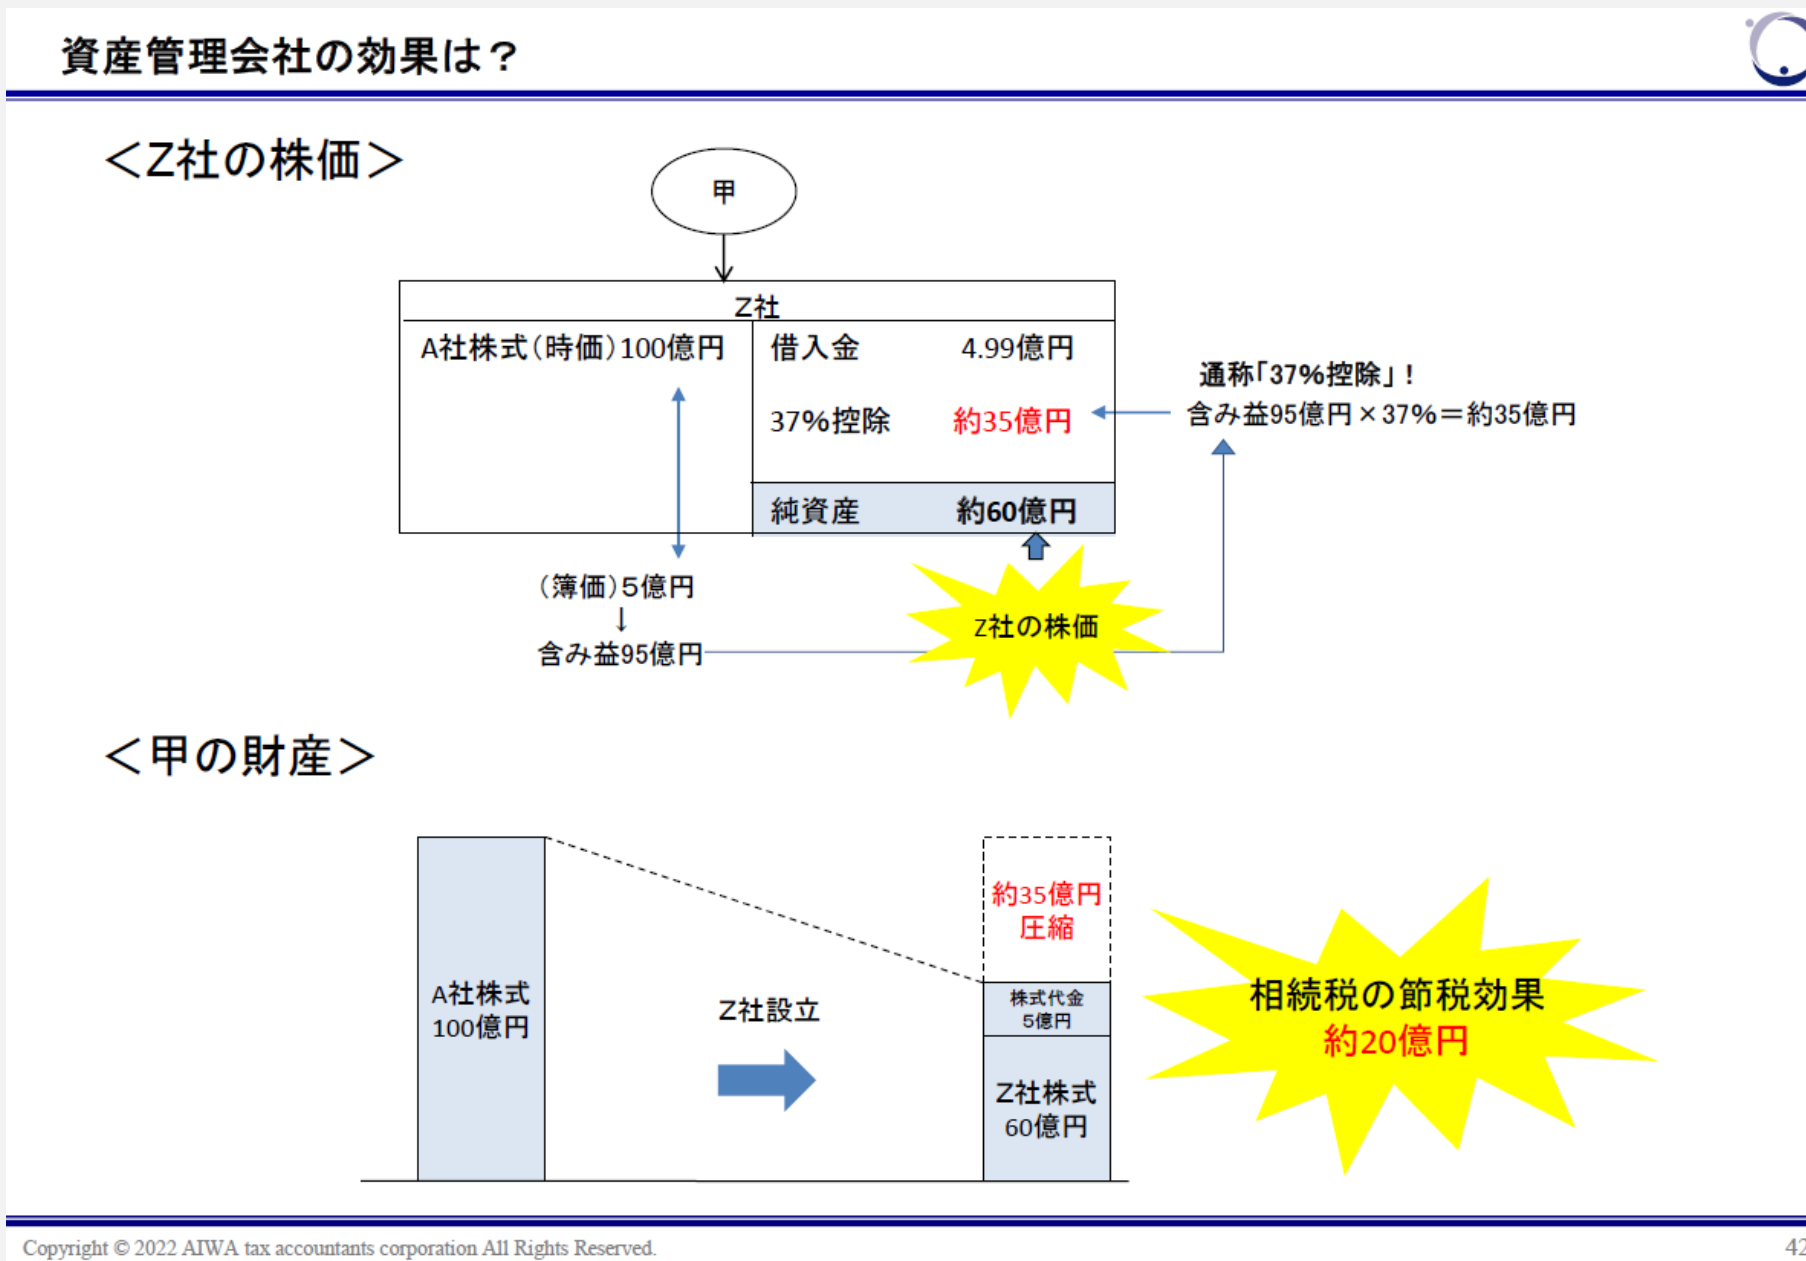 資産管理会社の効果は？
＜Z社の株価＞
甲
Z社
A社株式（時価）100億円
借入金 4.99億円
37%控除 約35億円
純資産 約60億円
通称「37%控除」！
含み益95億円×37%＝約35億円
（簿価）５億円
↓
含み益95億円
Z社の株価
＜甲の財産＞
A社株式
100億円
Z社設立
約35億円
圧縮
株式代金
5億円
Z社株式
60億円
相続税の節税効果
約20億円
Copyright © 2022 AIWA tax accountants corporation All Rights Reserved.
42